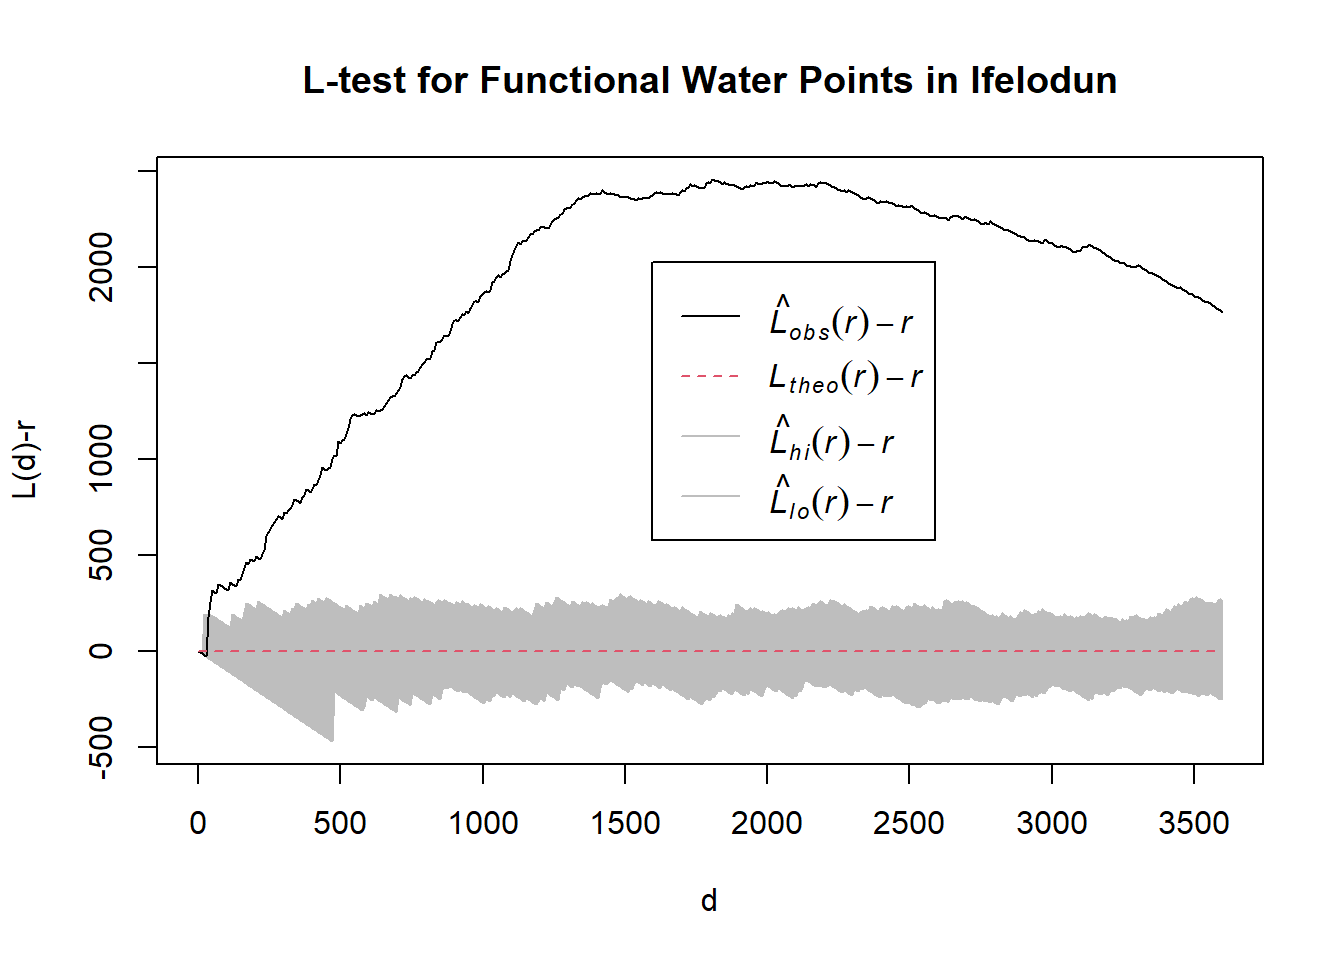 L-test for Functional Water Points in Ifelodun
L(d)-r
2000
1000
500
0
-500
L̂obs(r) – r
Ltheo(r) – r
L̂hi(r) – r
L̂lo(r) – r
0 500 1000 1500 2000 2500 3000 3500
d